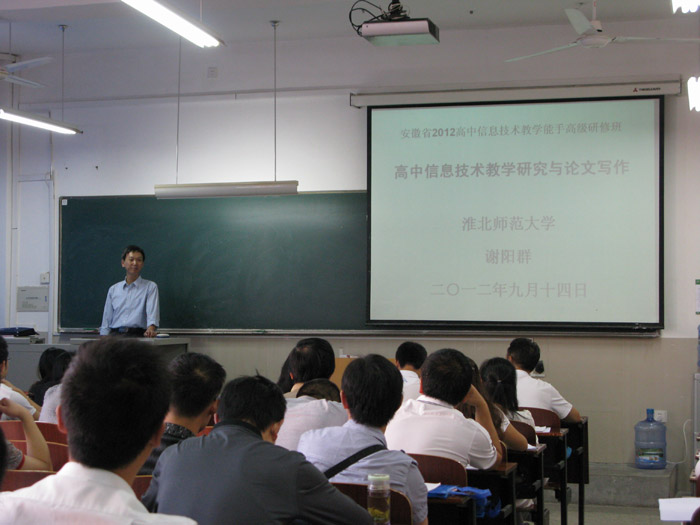 安徽省2012高中信息技术教学能手高级研修班
高中信息技术教学研究与论文写作
淮北师范大学
谢阳群
二〇一二年九月十四日